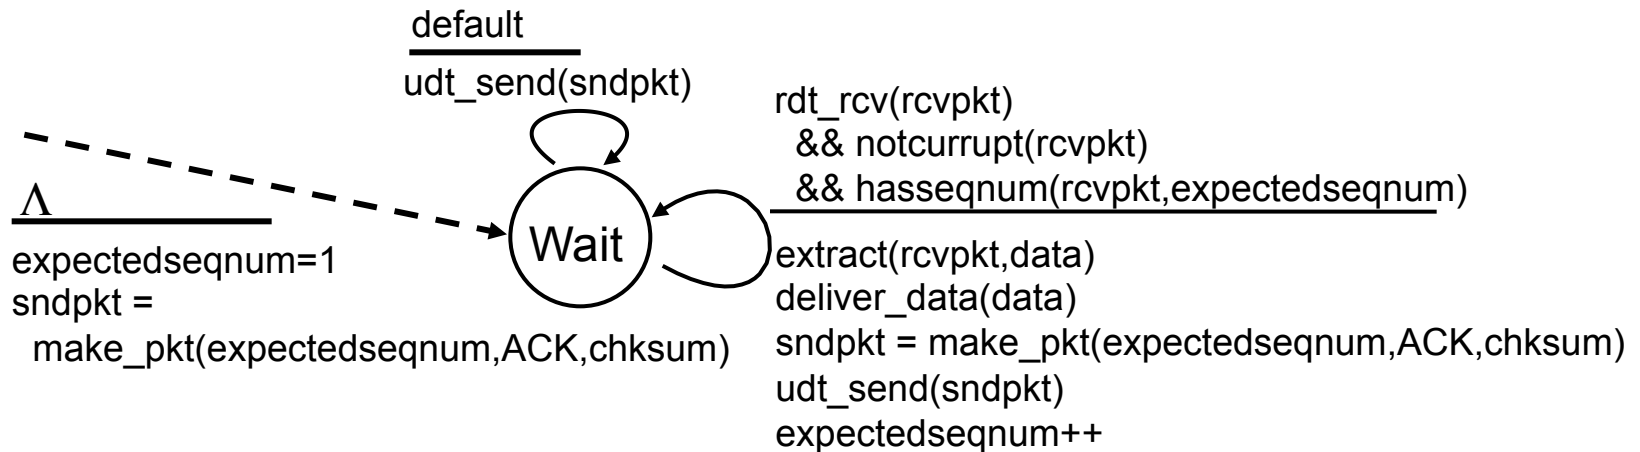 default
udt_send(sndpkt)
Λ
expectedseqnum=1
sndpkt =
make_pkt(expectedseqnum,ACK,chksum)
Wait
rdt_rcv(rcvpkt)
&& notcurrupt(rcvpkt)
&& hasseqnum(rcvpkt,expectedseqnum)
extract(rcvpkt,data)
deliver_data(data)
sndpkt = make_pkt(expectedseqnum,ACK,chksum)
udt_send(sndpkt)
expectedseqnum++